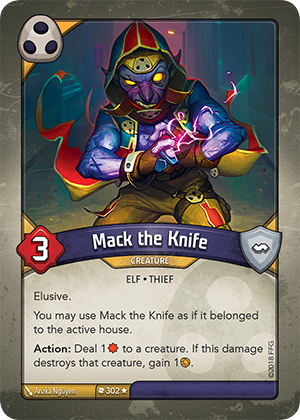 3
Mack the Knife
CREATURE
ELF • THIEF
Elusive.
You may use Mack the Knife as if it belonged
to the active house.
Action: Deal 1 to a creature. If this damage
destroys that creature, gain 1.
Arzika Nguyen
302
©2018 FFG